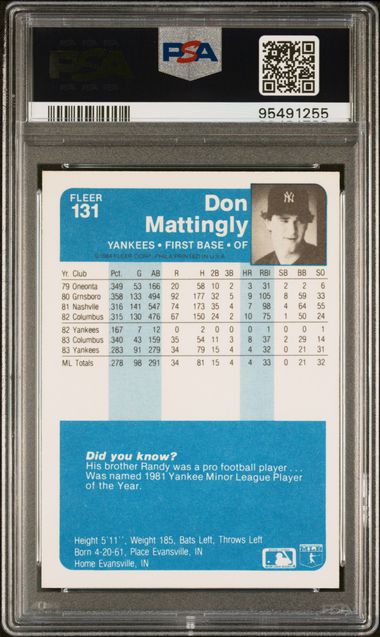 PSA
PSA
95491255
FLEER
131
Don
Mattingly
YANKEES • FIRST BASE • OF
© 1984 FLEER CORP., PHILA. PRINTED IN U.S.A.
Yr. Club Pct. G AB R H 2B 3B HR RBI SB BB SO
79 Oneonta .349 53 166 20 58 10 2 3 31 2 2 6
80 Grnsboro .358 133 494 92 177 32 5 9 105 8 59 33
81 Nashville .316 141 547 74 173 35 4 7 98 4 64 55
82 Columbus .315 130 476 67 150 24 2 10 75 1 50 24
82 Yankees .167 7 12 0 2 0 0 0 1 0 0 1
83 Columbus .340 43 159 35 54 11 3 8 37 2 29 14
83 Yankees .283 91 279 34 79 15 4 4 32 0 21 31
ML Totals .278 98 291 34 81 15 4 4 33 0 21 32
Did you know?
His brother Randy was a pro football player . . .
Was named 1981 Yankee Minor League Player
of the Year.
Height 5'11'', Weight 185, Bats Left, Throws Left
Born 4-20-61, Place Evansville, IN
Home Evansville, IN